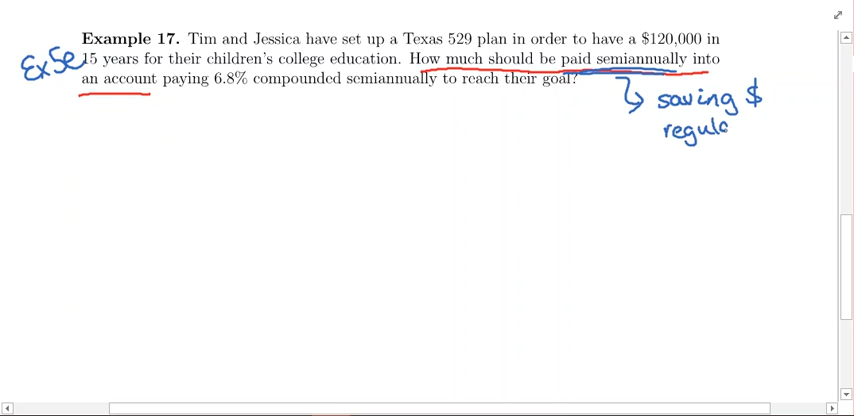 Example 17. Tim and Jessica have set up a Texas 529 plan in order to have a $120,000 in
Ex5e
15 years for their children's college education. How much should be paid semiannually into
an account paying 6.8% compounded semiannually to reach their goal?
saving $
regula